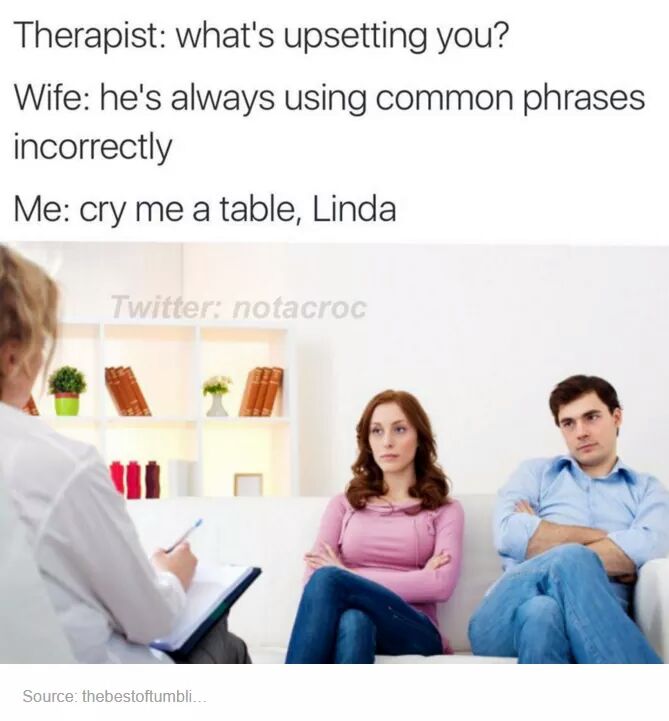 Therapist: what's upsetting you?
Wife: he's always using common phrases
incorrectly
Me: cry me a table, Linda
Twitter: notacroc
Source: thebestoftumbli...